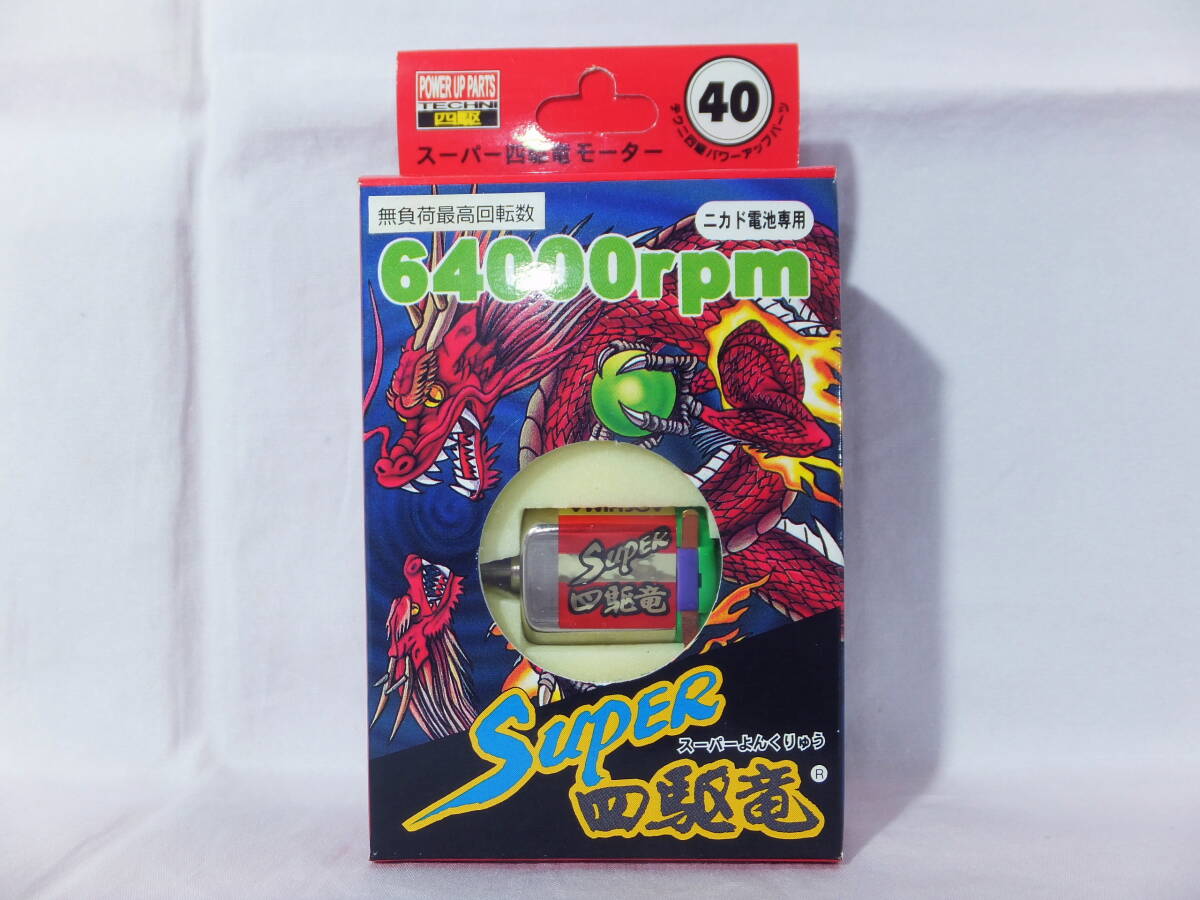 POWER UP PARTS
TECHNI
四駆
40
テクニ四駆パワーアップパーツ
スーパー四駆竜モーター
無負荷最高回転数
ニカド電池専用
64000rpm
SUPER
四駆竜
SUPER
スーパーよんくりゅう
四駆竜
®